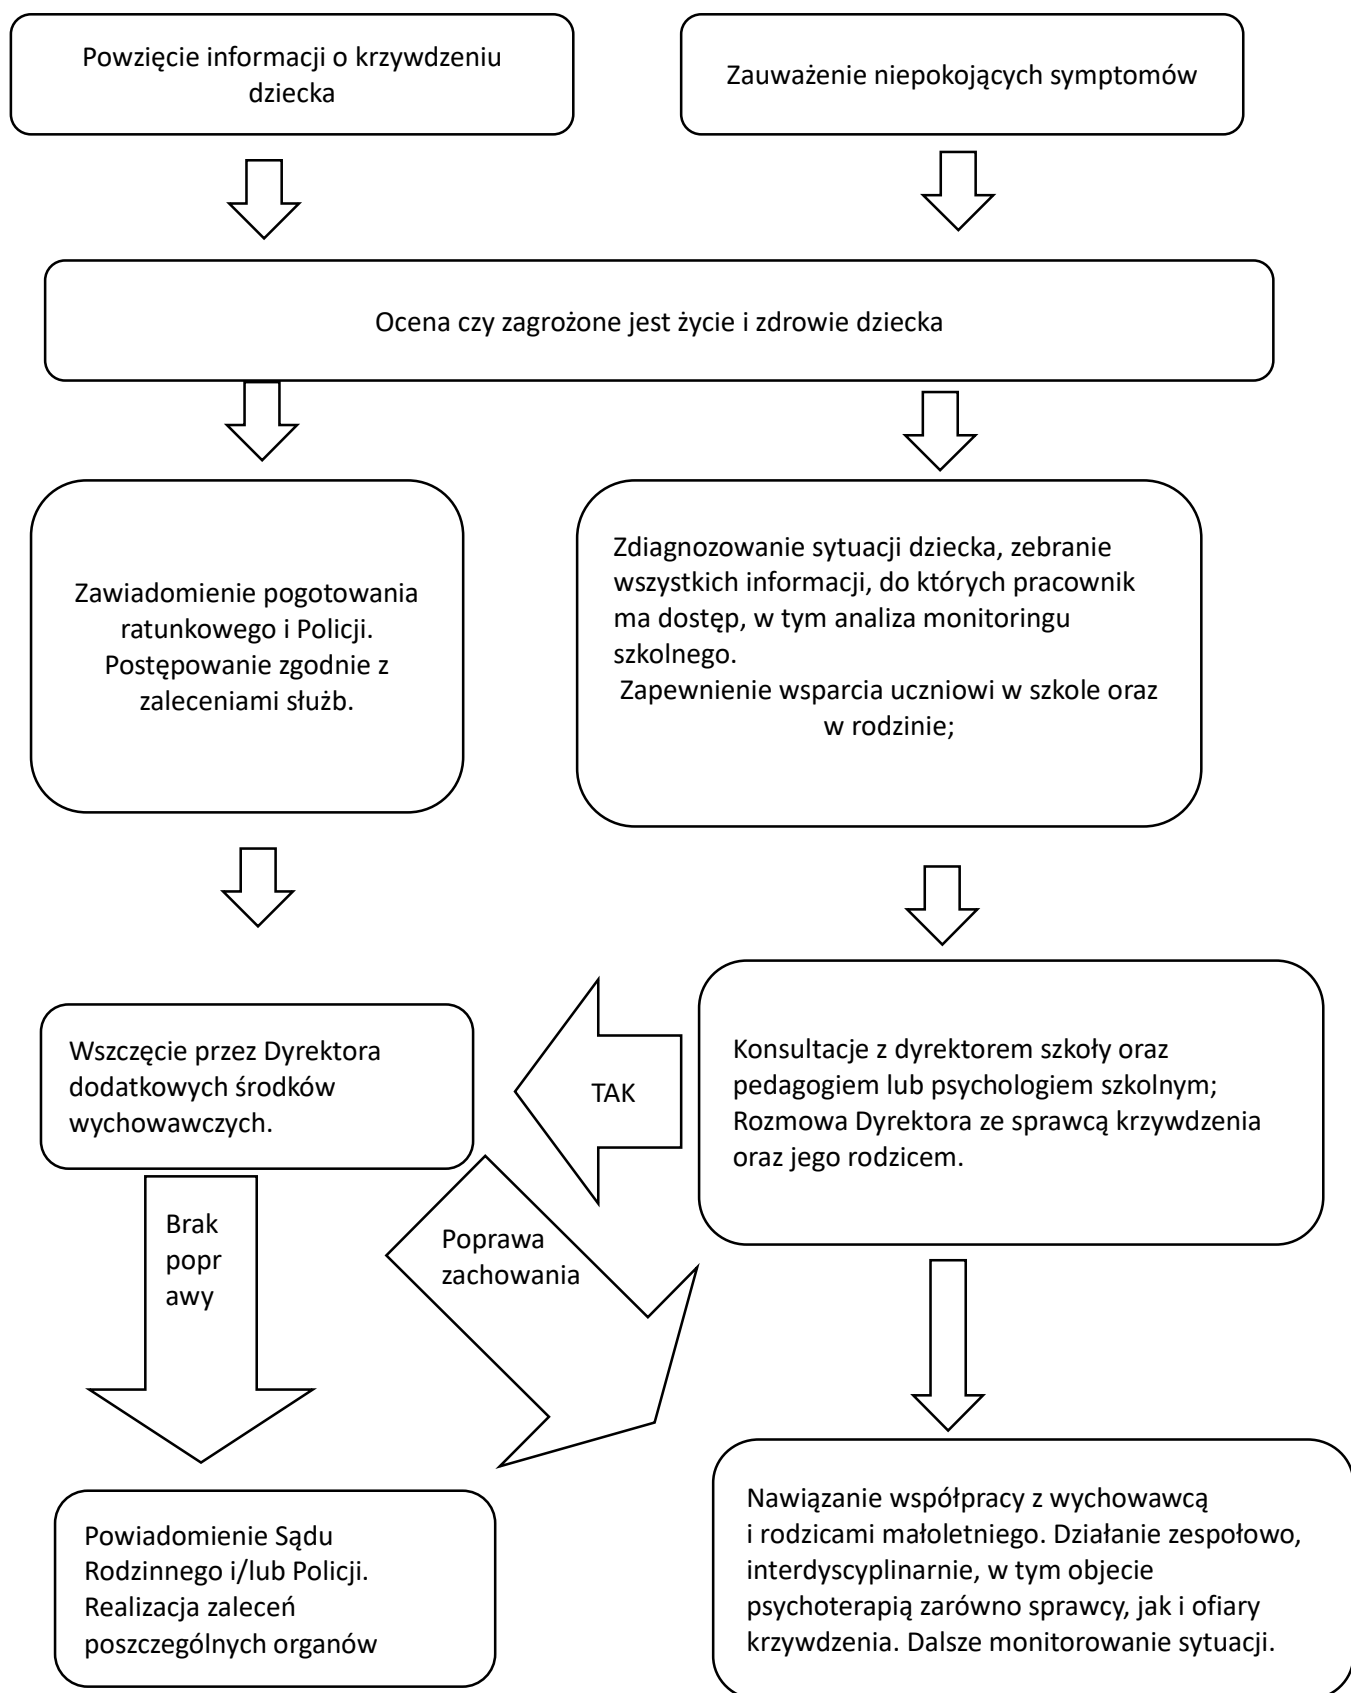 Powzięcie informacji o krzywdzeniu
dziecka
Zauważenie niepokojących symptomów
Ocena czy zagrożone jest życie i zdrowie dziecka
Zawiadomienie pogotowania
ratunkowego i Policji.
Postępowanie zgodnie z
zaleceniami służb.
Zdiagnozowanie sytuacji dziecka, zebranie
wszystkich informacji, do których pracownik
ma dostęp, w tym analiza monitoringu
szkolnego.
Zapewnienie wsparcia uczniowi w szkole oraz
w rodzinie;
Wszczęcie przez Dyrektora
dodatkowych środków
wychowawczych.
TAK
Konsultacje z dyrektorem szkoły oraz
pedagogiem lub psychologiem szkolnym;
Rozmowa Dyrektora ze sprawcą krzywdzenia
oraz jego rodzicem.
Brak
popr
awy
Poprawa
zachowania
Powiadomienie Sądu
Rodzinnego i/lub Policji.
Realizacja zaleceń
poszczególnych organów
Nawiązanie współpracy z wychowawcą
i rodzicami małoletniego. Działanie zespołowo,
interdyscyplinarnie, w tym objecie
psychoterapią zarówno sprawcy, jak i ofiary
krzywdzenia. Dalsze monitorowanie sytuacji.